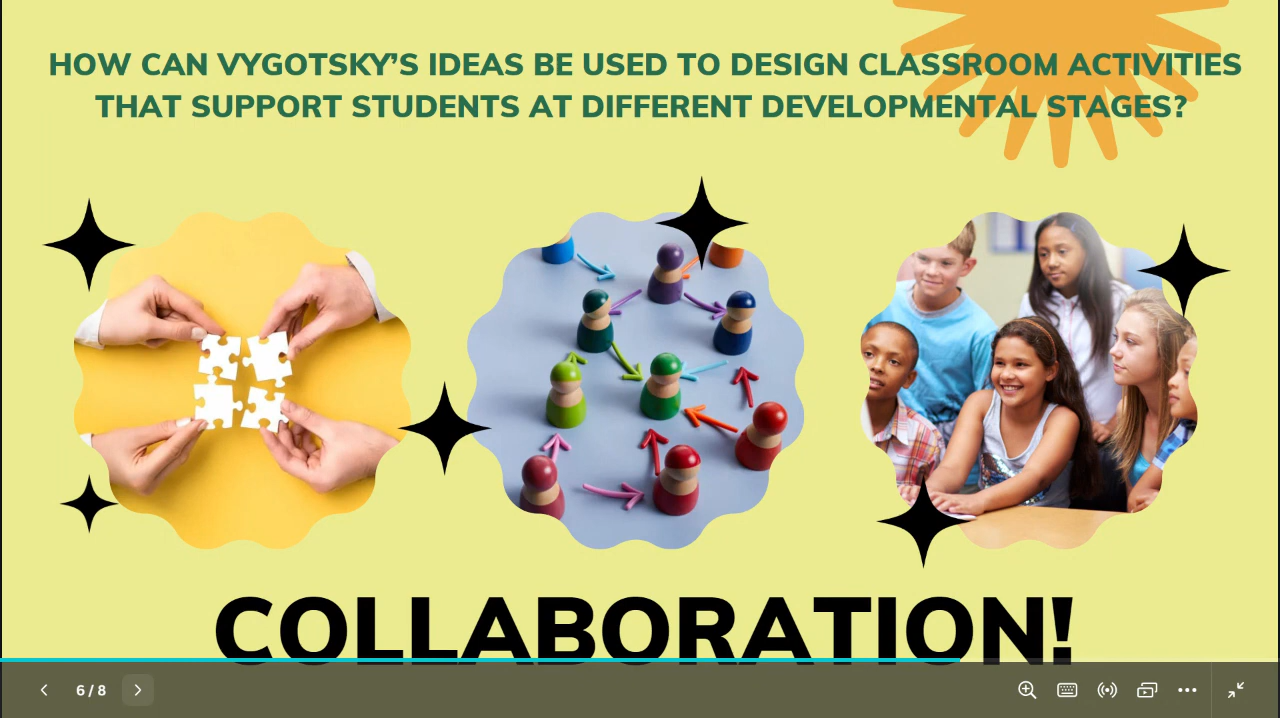 HOW CAN VYGOTSKY’S IDEAS BE USED TO DESIGN CLASSROOM ACTIVITIES
THAT SUPPORT STUDENTS AT DIFFERENT DEVELOPMENTAL STAGES?
COLLABORATION!
6 / 8